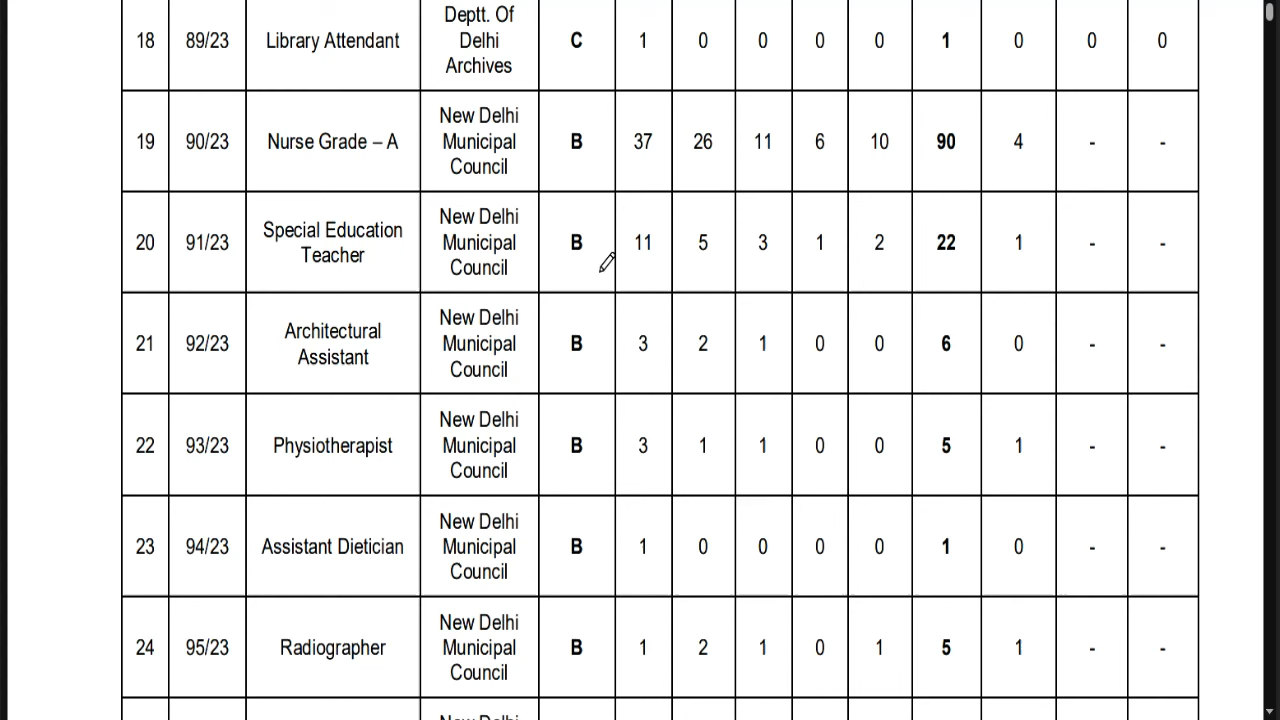 Deptt. Of
18 89/23 Library Attendant Delhi C 1 0 0 0 0 1 0 0 0
Archives
New Delhi
19 90/23 Nurse Grade – A Municipal B 37 26 11 6 10 90 4 - -
Council
Special Education New Delhi
20 91/23 Municipal B 11 5 3 1 2 22 1 - -
Teacher Council
Architectural New Delhi
21 92/23 Municipal B 3 2 1 0 0 6 0 - -
Assistant Council
New Delhi
22 93/23 Physiotherapist Municipal B 3 1 1 0 0 5 1 - -
Council
New Delhi
23 94/23 Assistant Dietician Municipal B 1 0 0 0 0 1 0 - -
Council
New Delhi
24 95/23 Radiographer Municipal B 1 2 1 0 1 5 1 - -
Council
New Delhi